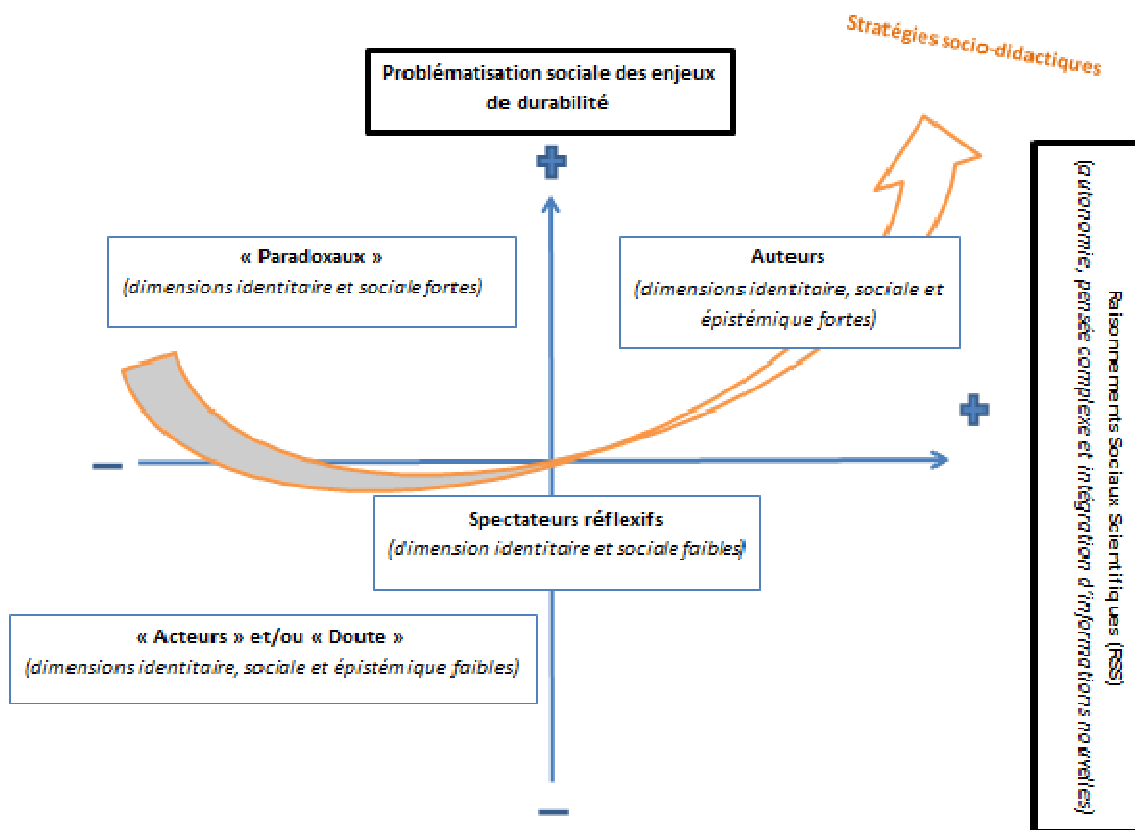 Stratégies socio-didactiques
Problématisation sociale des enjeux
de durabilité
« Paradoxaux »
(dimensions identitaire et sociale fortes)
Auteurs
(dimensions identitaire, sociale et
épistémique fortes)
Spectateurs réflexifs
(dimension identitaire et sociale faibles)
« Acteurs » et/ou « Doute »
(dimensions identitaire, sociale et épistémique faibles)
Raisonnements Sociaux Scientifiques (RSS)
(autonomie, pensée complexe et intégration d'informations nouvelles)